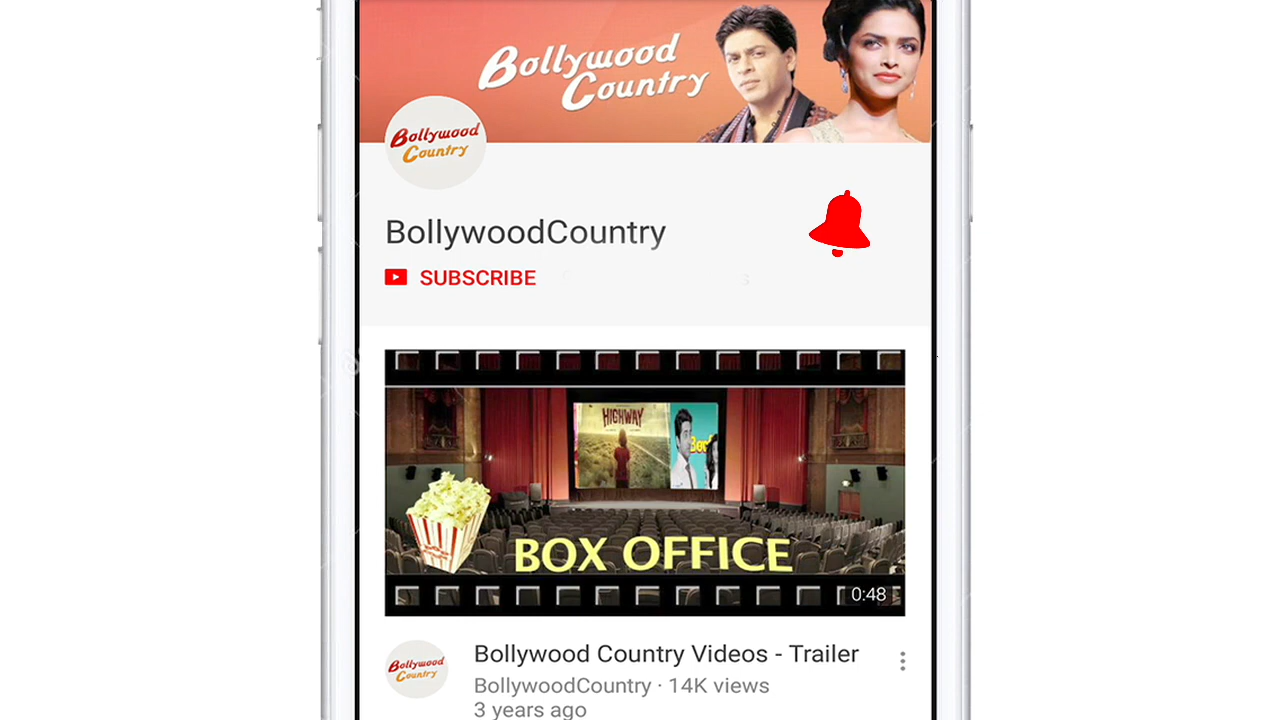 Bollywood
Country
Bollywood
Country
BollywoodCountry
SUBSCRIBE
HIGHWAY
BOX OFFICE
0:48
Bollywood Country Videos - Trailer
Bollywood
Country
BollywoodCountry · 14K views
3 years ago